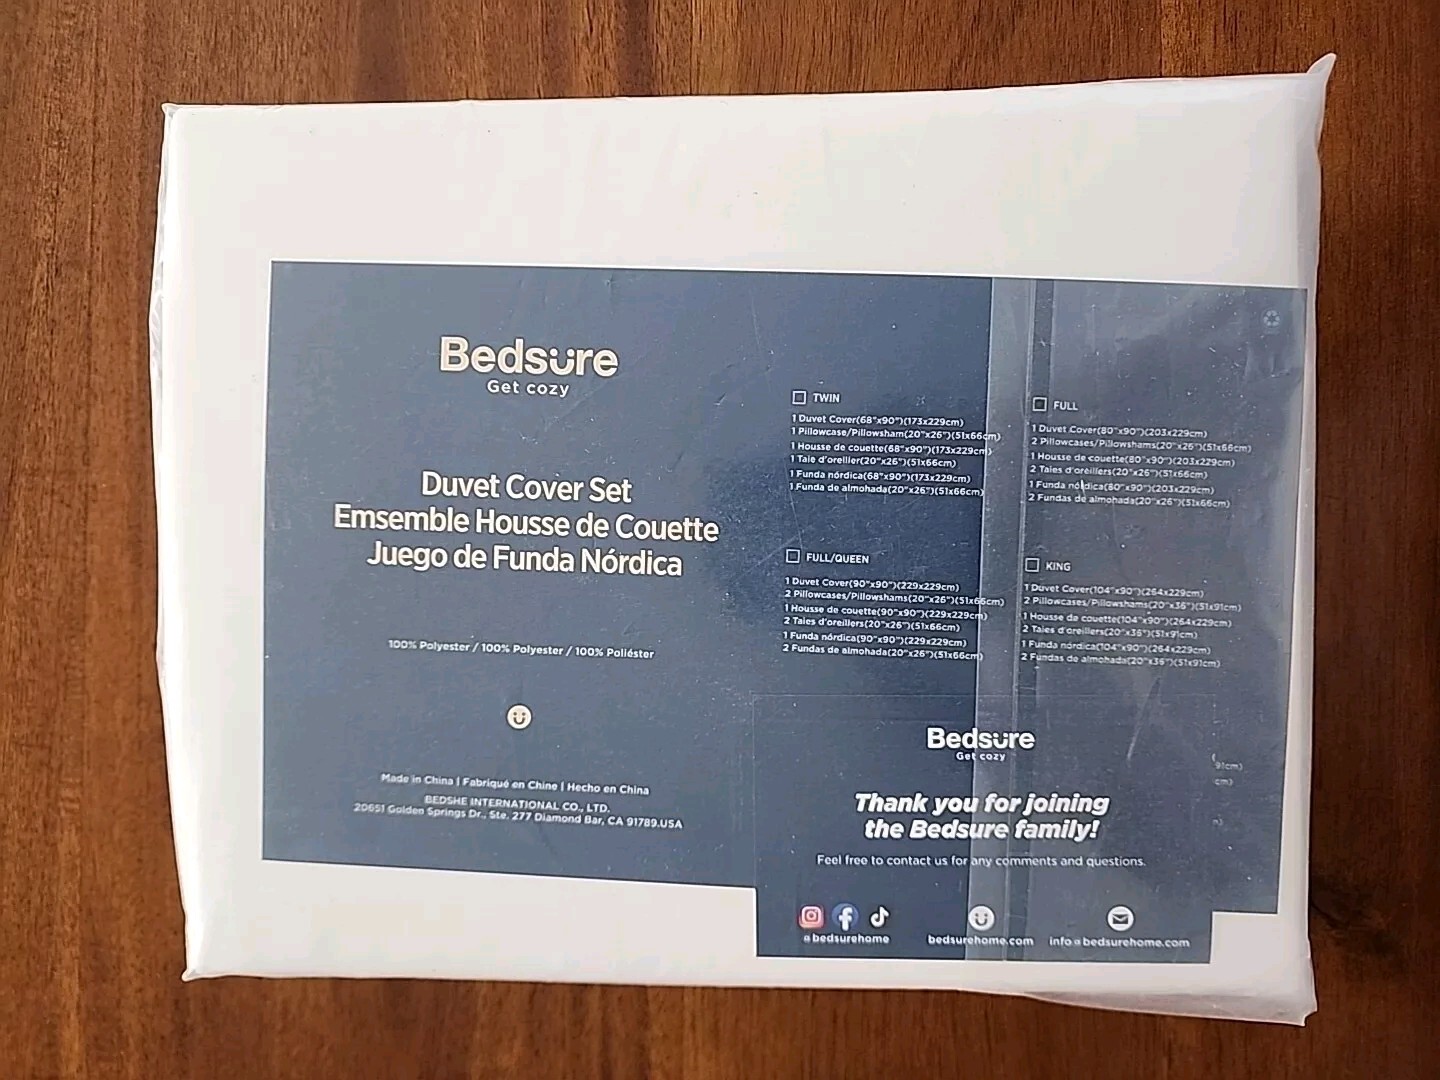 Bedsure
Get cozy
Duvet Cover Set
Emsemble Housse de Couette
Juego de Funda Nórdica
100% Polyester / 100% Polyester / 100% Poliéster
Made in China | Fabriqué en Chine | Hecho en China
BEDSHE INTERNATIONAL CO., LTD.
20651 Golden Springs Dr., Ste. 277 Diamond Bar, CA 91789.USA
TWIN
1 Duvet Cover(68"x90")(173x229cm)
1 Pillowcase/Pillowsham(20"x26")(51x66cm)
1 Housse de couette(68"x90")(173x229cm)
1 Taie d'oreillier(20"x26")(51x66cm)
1 Funda nórdica(68"x90")(173x229cm)
1 Funda de almohada(20"x26")(51x66cm)
FULL
1 Duvet Cover(80"x90")(203x229cm)
2 Pillowcases/Pillowshams(20"x26")(51x66cm)
1 Housse de couette(80"x90")(203x229cm)
2 Taies d'oreillers(20"x26")(51x66cm)
1 Funda nórdica(80"x90")(203x229cm)
2 Fundas de almohada(20"x26")(51x66cm)
FULL/QUEEN
1 Duvet Cover(90"x90")(229x229cm)
2 Pillowcases/Pillowshams(20"x26")(51x66cm)
1 Housse de couette(90"x90")(229x229cm)
2 Taies d'oreillers(20"x26")(51x66cm)
1 Funda nórdica(90"x90")(229x229cm)
2 Fundas de almohada(20"x26")(51x66cm)
KING
1 Duvet Cover(104"x90")(264x229cm)
2 Pillowcases/Pillowshams(20"x36")(51x91cm)
1 Housse de couette(104"x90")(264x229cm)
2 Taies d'oreillers(20"x36")(51x91cm)
1 Funda nórdica(104"x90")(264x229cm)
2 Fundas de almohada(20"x36")(51x91cm)
91cm)
cm)
Bedsure
Get cozy
Thank you for joining
the Bedsure family!
Feel free to contact us for any comments and questions.
@bedsurehome
bedsurehome.com
info@bedsurehome.com